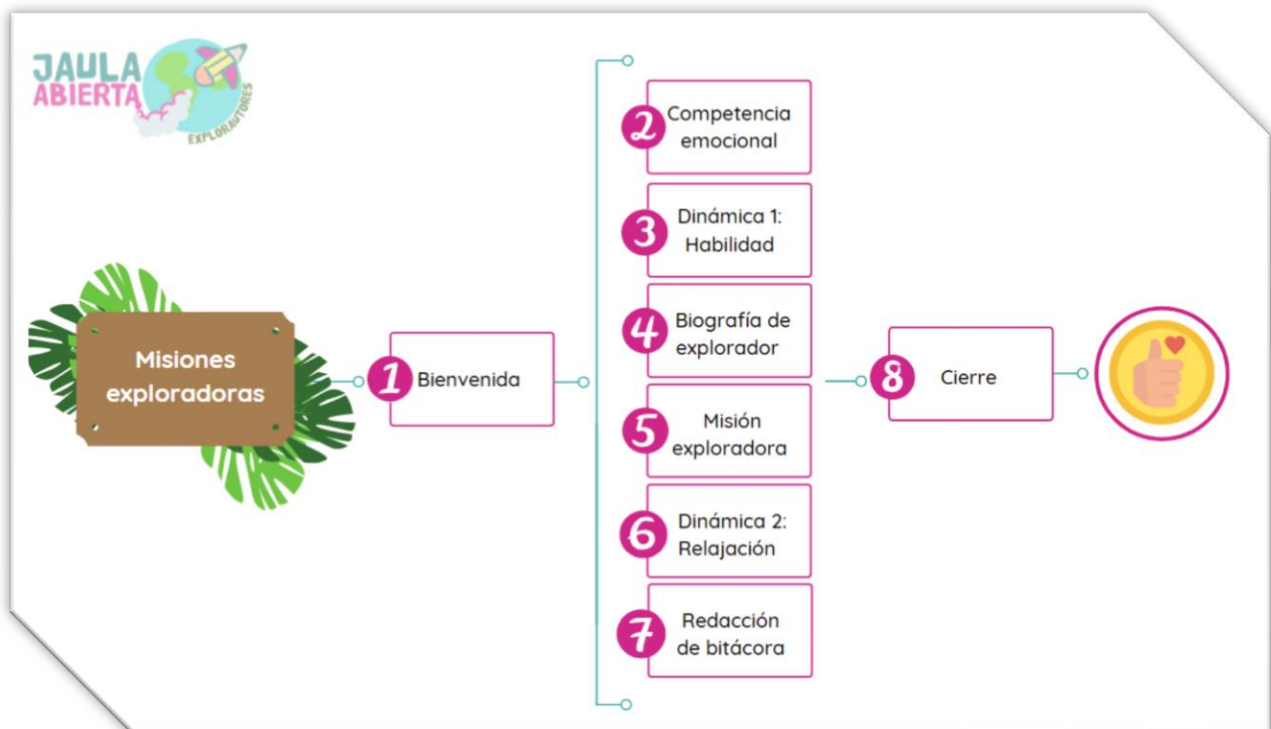 JAULA
ABIERTA
EXPLORAUTORES
Misiones
exploradoras
1
Bienvenida
2
Competencia
emocional
3
Dinámica 1:
Habilidad
4
Biografía de
explorador
5
Misión
exploradora
6
Dinámica 2:
Relajación
7
Redacción
de bitácora
8
Cierre